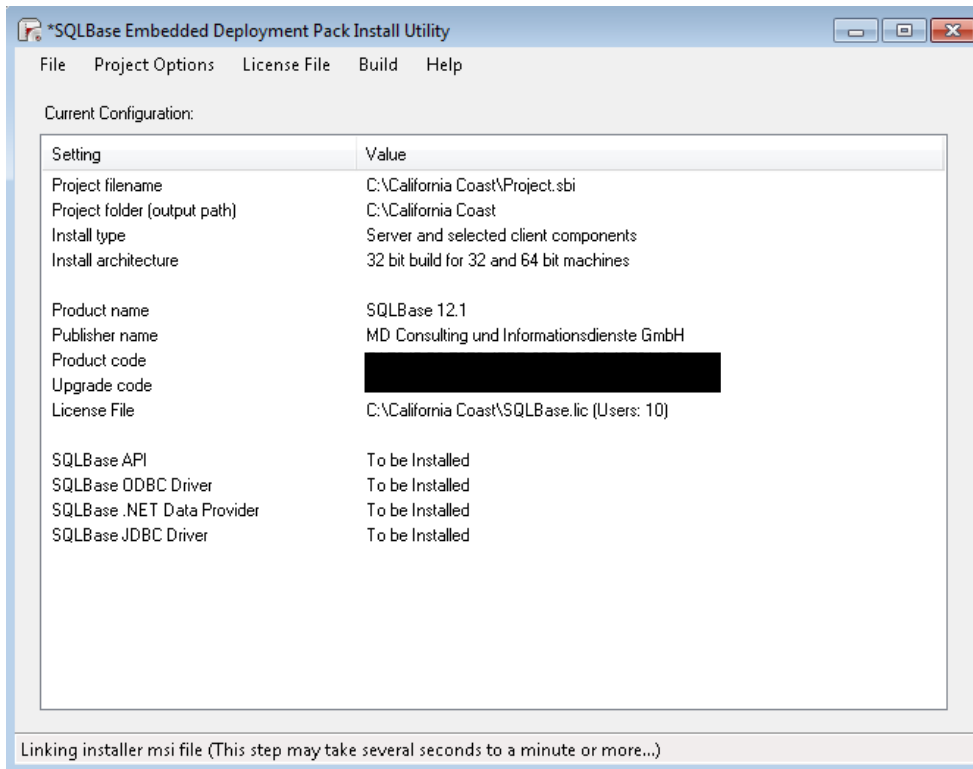 *SQLBase Embedded Deployment Pack Install Utility
File Project Options License File Build Help
Current Configuration:
Setting Value
Project filename C:\California Coast\Project.sbi
Project folder (output path) C:\California Coast
Install type Server and selected client components
Install architecture 32 bit build for 32 and 64 bit machines
Product name SQLBase 12.1
Publisher name MD Consulting und Informationsdienste GmbH
Product code
Upgrade code
License File C:\California Coast\SQLBase.lic (Users: 10)
SQLBase API To be Installed
SQLBase ODBC Driver To be Installed
SQLBase .NET Data Provider To be Installed
SQLBase JDBC Driver To be Installed
Linking installer msi file (This step may take several seconds to a minute or more...)